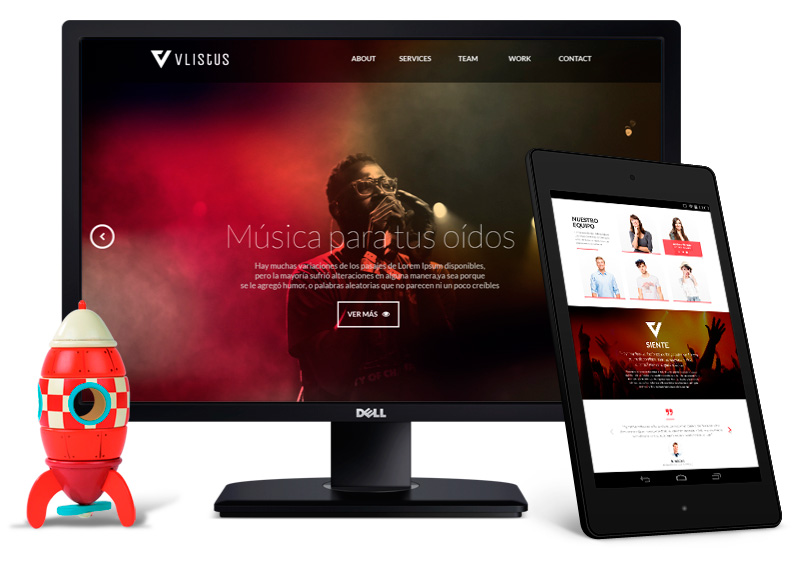 VLISTUS
ABOUT SERVICES TEAM WORK CONTACT
Música para tus oídos
Hay muchas variaciones de los pasajes de Lorem Ipsum disponibles,
pero la mayoría sufrió alteraciones en alguna manera,ya sea porque
se le agregó humor, o palabras aleatorias que no parecen ni un poco creíbles
VER MÁS
DELL
NUESTRO
EQUIPO
SIENTE